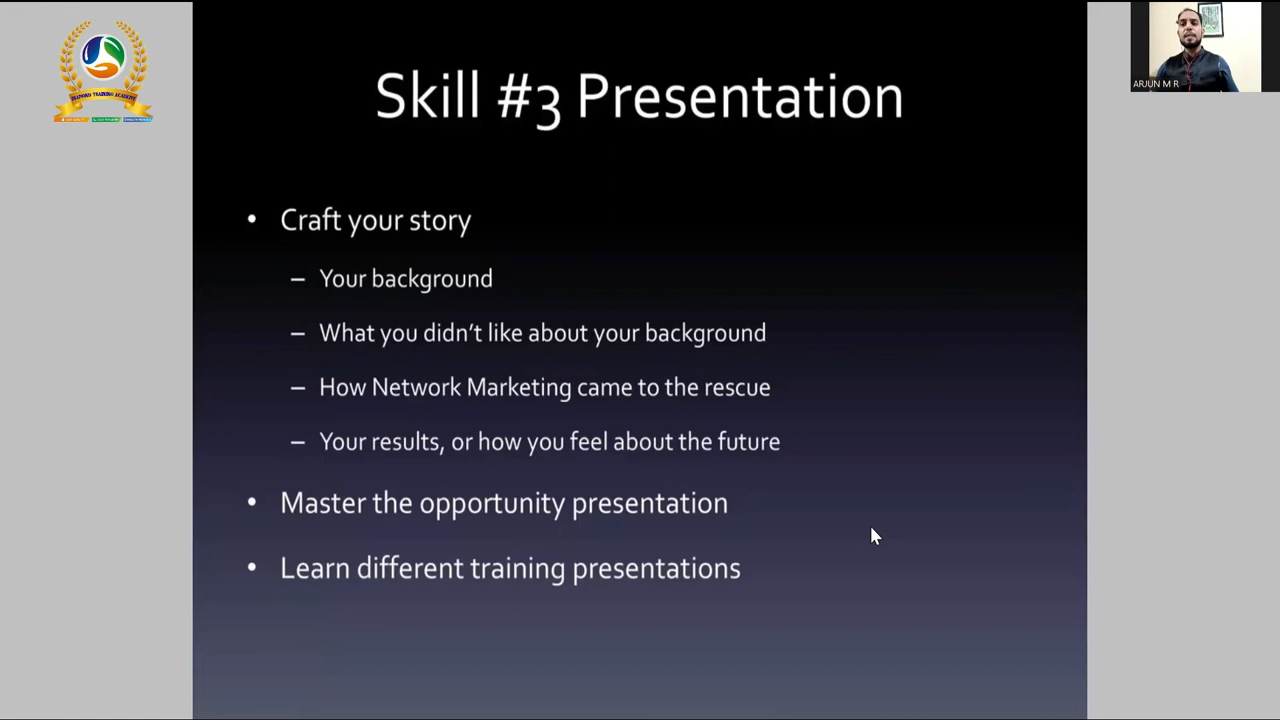 Skill #3 Presentation
ARJUN M R
• Craft your story
– Your background
– What you didn't like about your background
– How Network Marketing came to the rescue
– Your results, or how you feel about the future
• Master the opportunity presentation
• Learn different training presentations